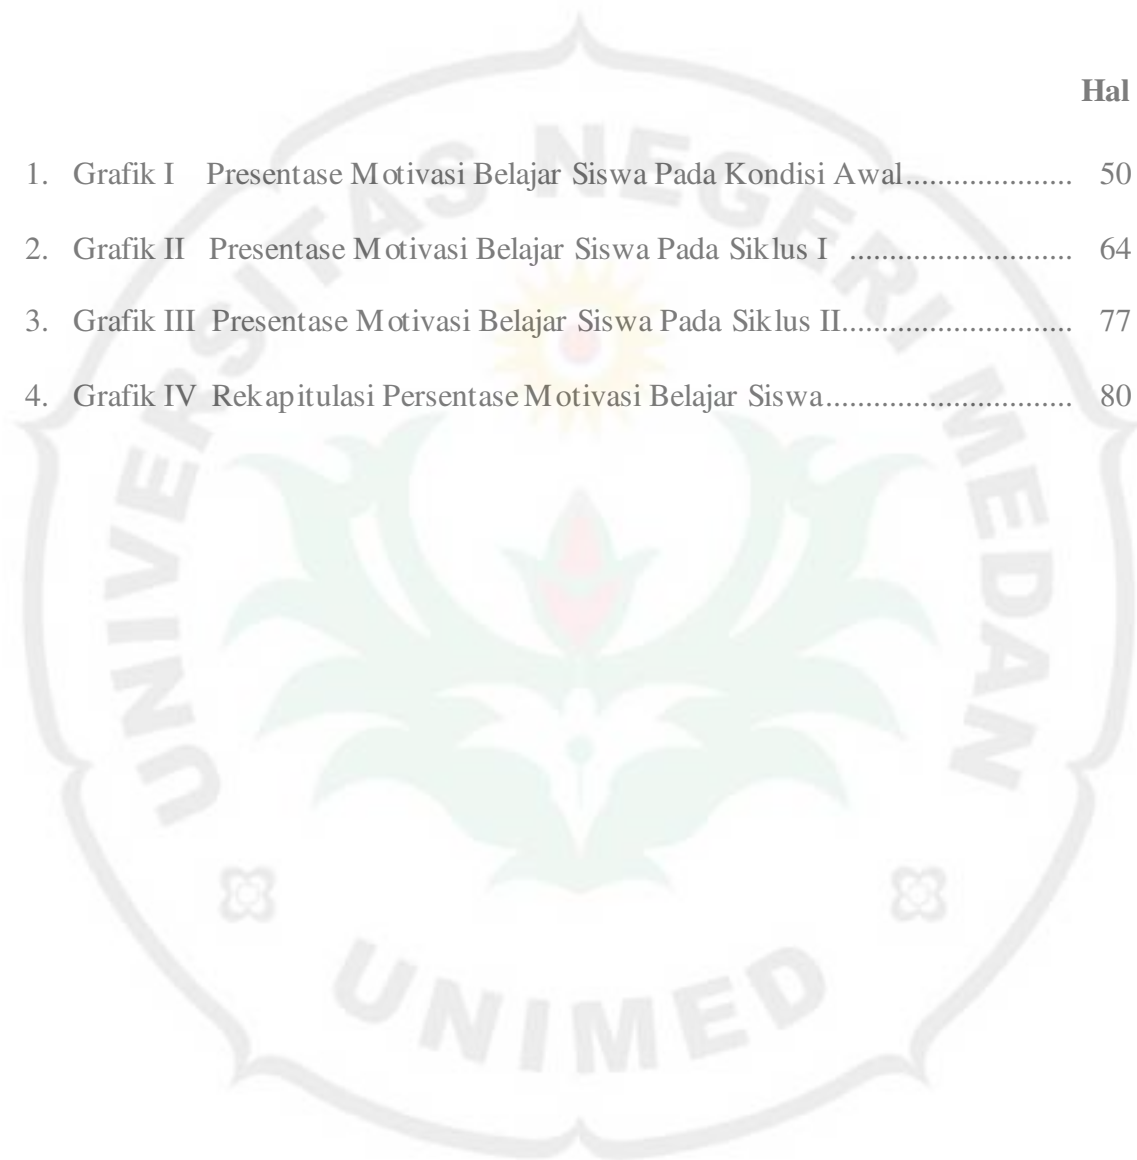 Hal
1. Grafik I Presentase Motivasi Belajar Siswa Pada Kondisi Awal.................... 50
2. Grafik II Presentase Motivasi Belajar Siswa Pada Siklus I ........................... 64
3. Grafik III Presentase Motivasi Belajar Siswa Pada Siklus II............................ 77
4. Grafik IV Rekapitulasi Persentase Motivasi Belajar Siswa.............................. 80
UNIVERSITAS NEGERI MEDAN
UNIMED